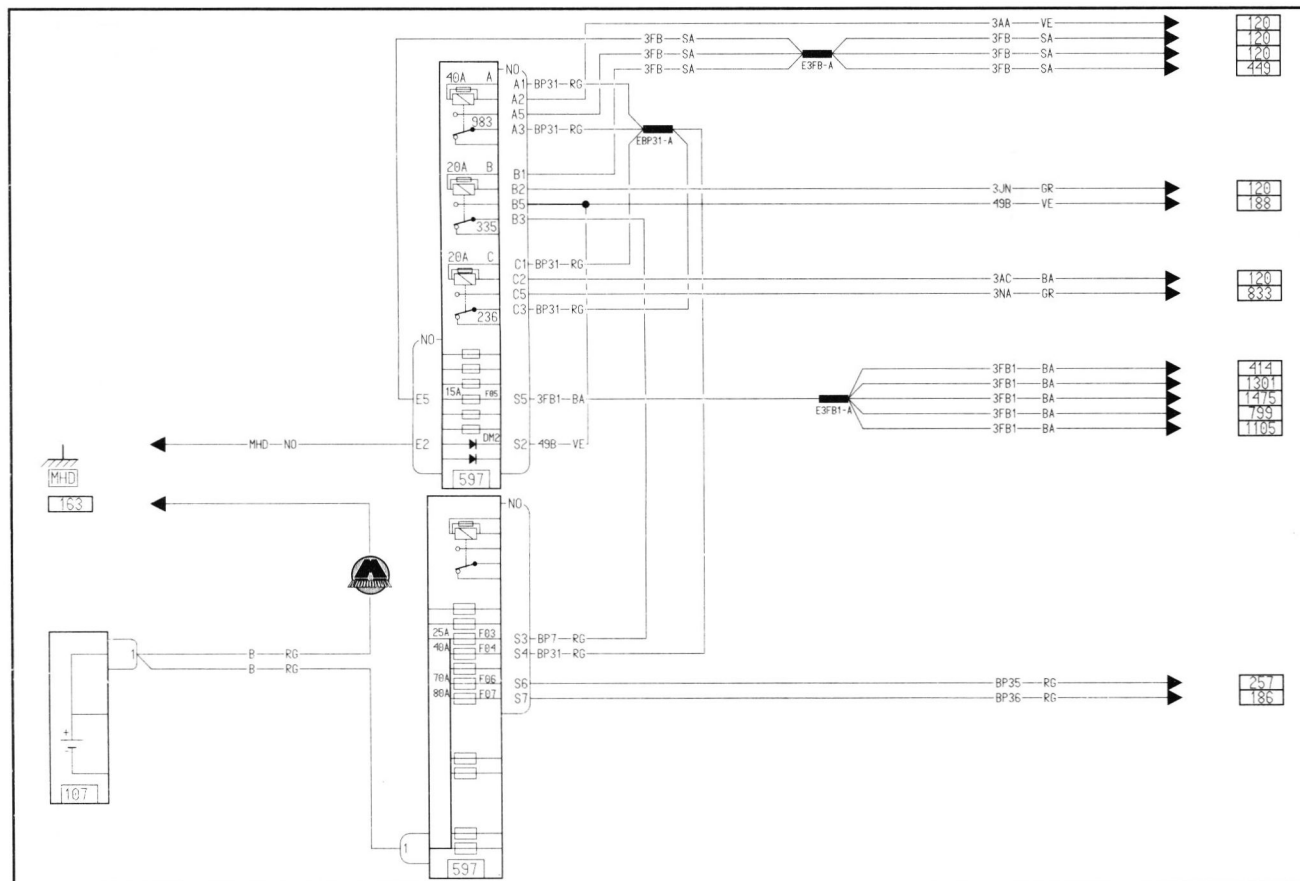 3AA VE 120
3FB SA 3FB SA 120
3FB SA E3FB-A 3FB SA 120
3FB SA 3FB SA 449
NO
40A A A1 BP31 RG
A2
A5
983 A3 BP31 RG EBP31-A
20A B B1
B2 3JN GR 120
B5 49B VE 188
335 B3
20A C C1 BP31 RG
C2 3AC BA 120
C5 3NA GR 833
236 C3 BP31 RG
NO
3FB1 BA 414
3FB1 BA 1301
E5 15A F05 S5 3FB1 BA E3FB1-A 3FB1 BA 1475
3FB1 BA 799
3FB1 BA 1105
MHD NO E2 DM2 S2 49B VE
MHD
597
163
NO
25A F03 S3 BP7 RG
1 B RG 40A F04 S4 BP31 RG
B RG
70A F06 S6 BP35 RG 257
80A F07 S7 BP36 RG 186
+
-
107
1
597